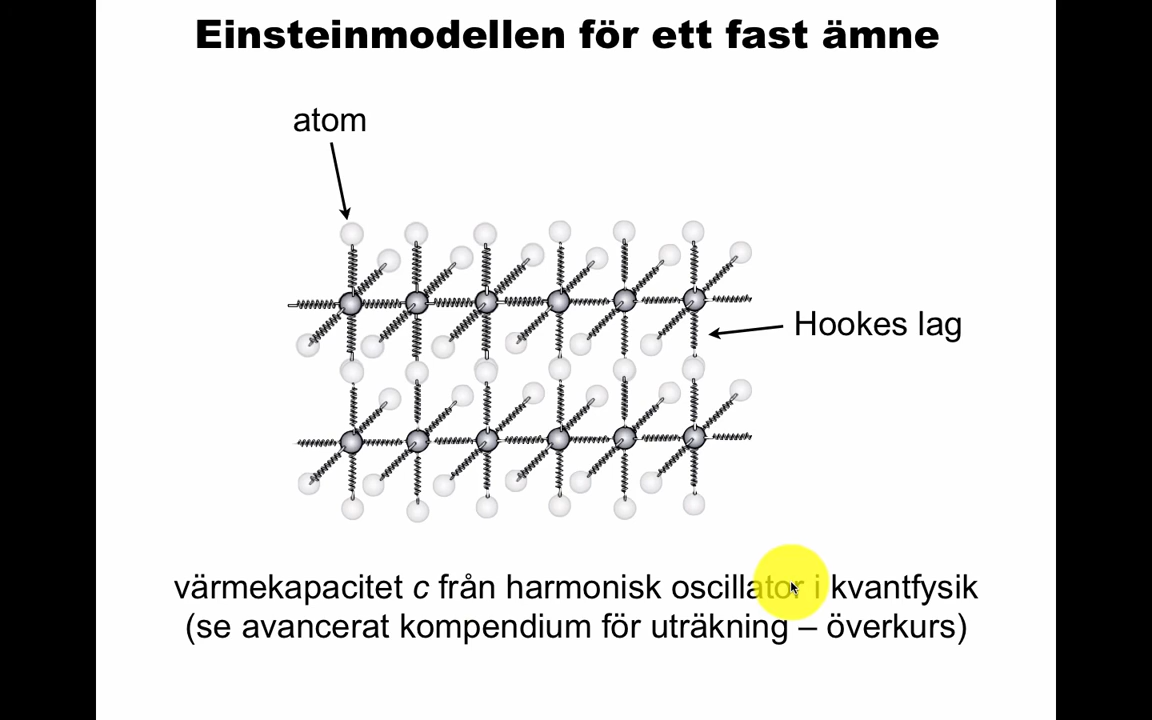 Einsteinmodellen för ett fast ämne
atom
Hookes lag
värmekapacitet c från harmonisk oscillator i kvantfysik
(se avancerat kompendium för uträkning – överkurs)